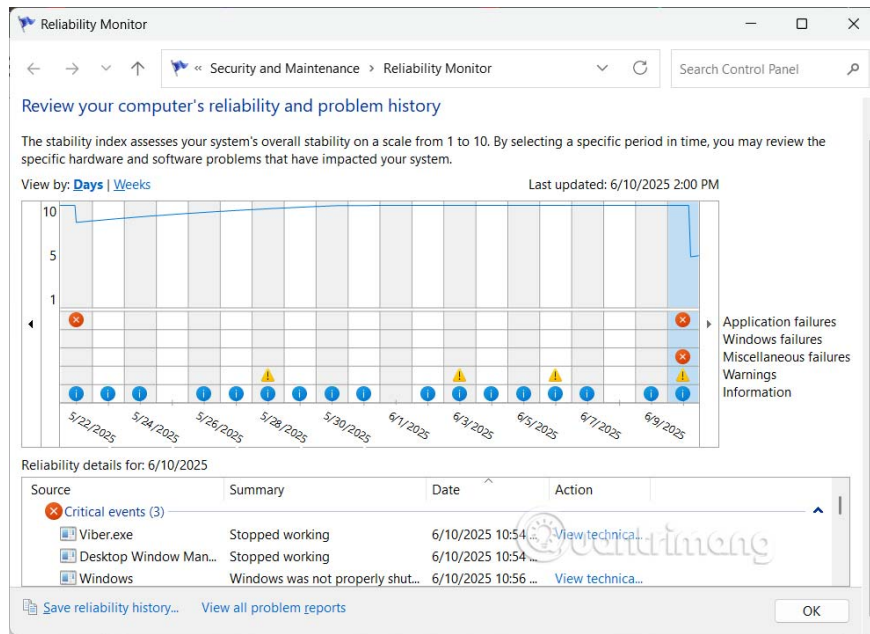 Reliability Monitor
« Security and Maintenance > Reliability Monitor
Search Control Panel
Review your computer's reliability and problem history
The stability index assesses your system's overall stability on a scale from 1 to 10. By selecting a specific period in time, you may review the
specific hardware and software problems that have impacted your system.
View by: Days | Weeks
Last updated: 6/10/2025 2:00 PM
10
5
1
Application failures
Windows failures
Miscellaneous failures
Warnings
Information
5/22/2025
5/24/2025
5/26/2025
5/28/2025
5/30/2025
6/1/2025
6/3/2025
6/5/2025
6/7/2025
6/9/2025
Reliability details for: 6/10/2025
Source Summary Date Action
Critical events (3)
Viber.exe Stopped working 6/10/2025 10:54 ... View technica...
Desktop Window Man... Stopped working 6/10/2025 10:54 ...
Windows Windows was not properly shut... 6/10/2025 10:56 ... View technica...
Quantrimang
Save reliability history... View all problem reports
OK